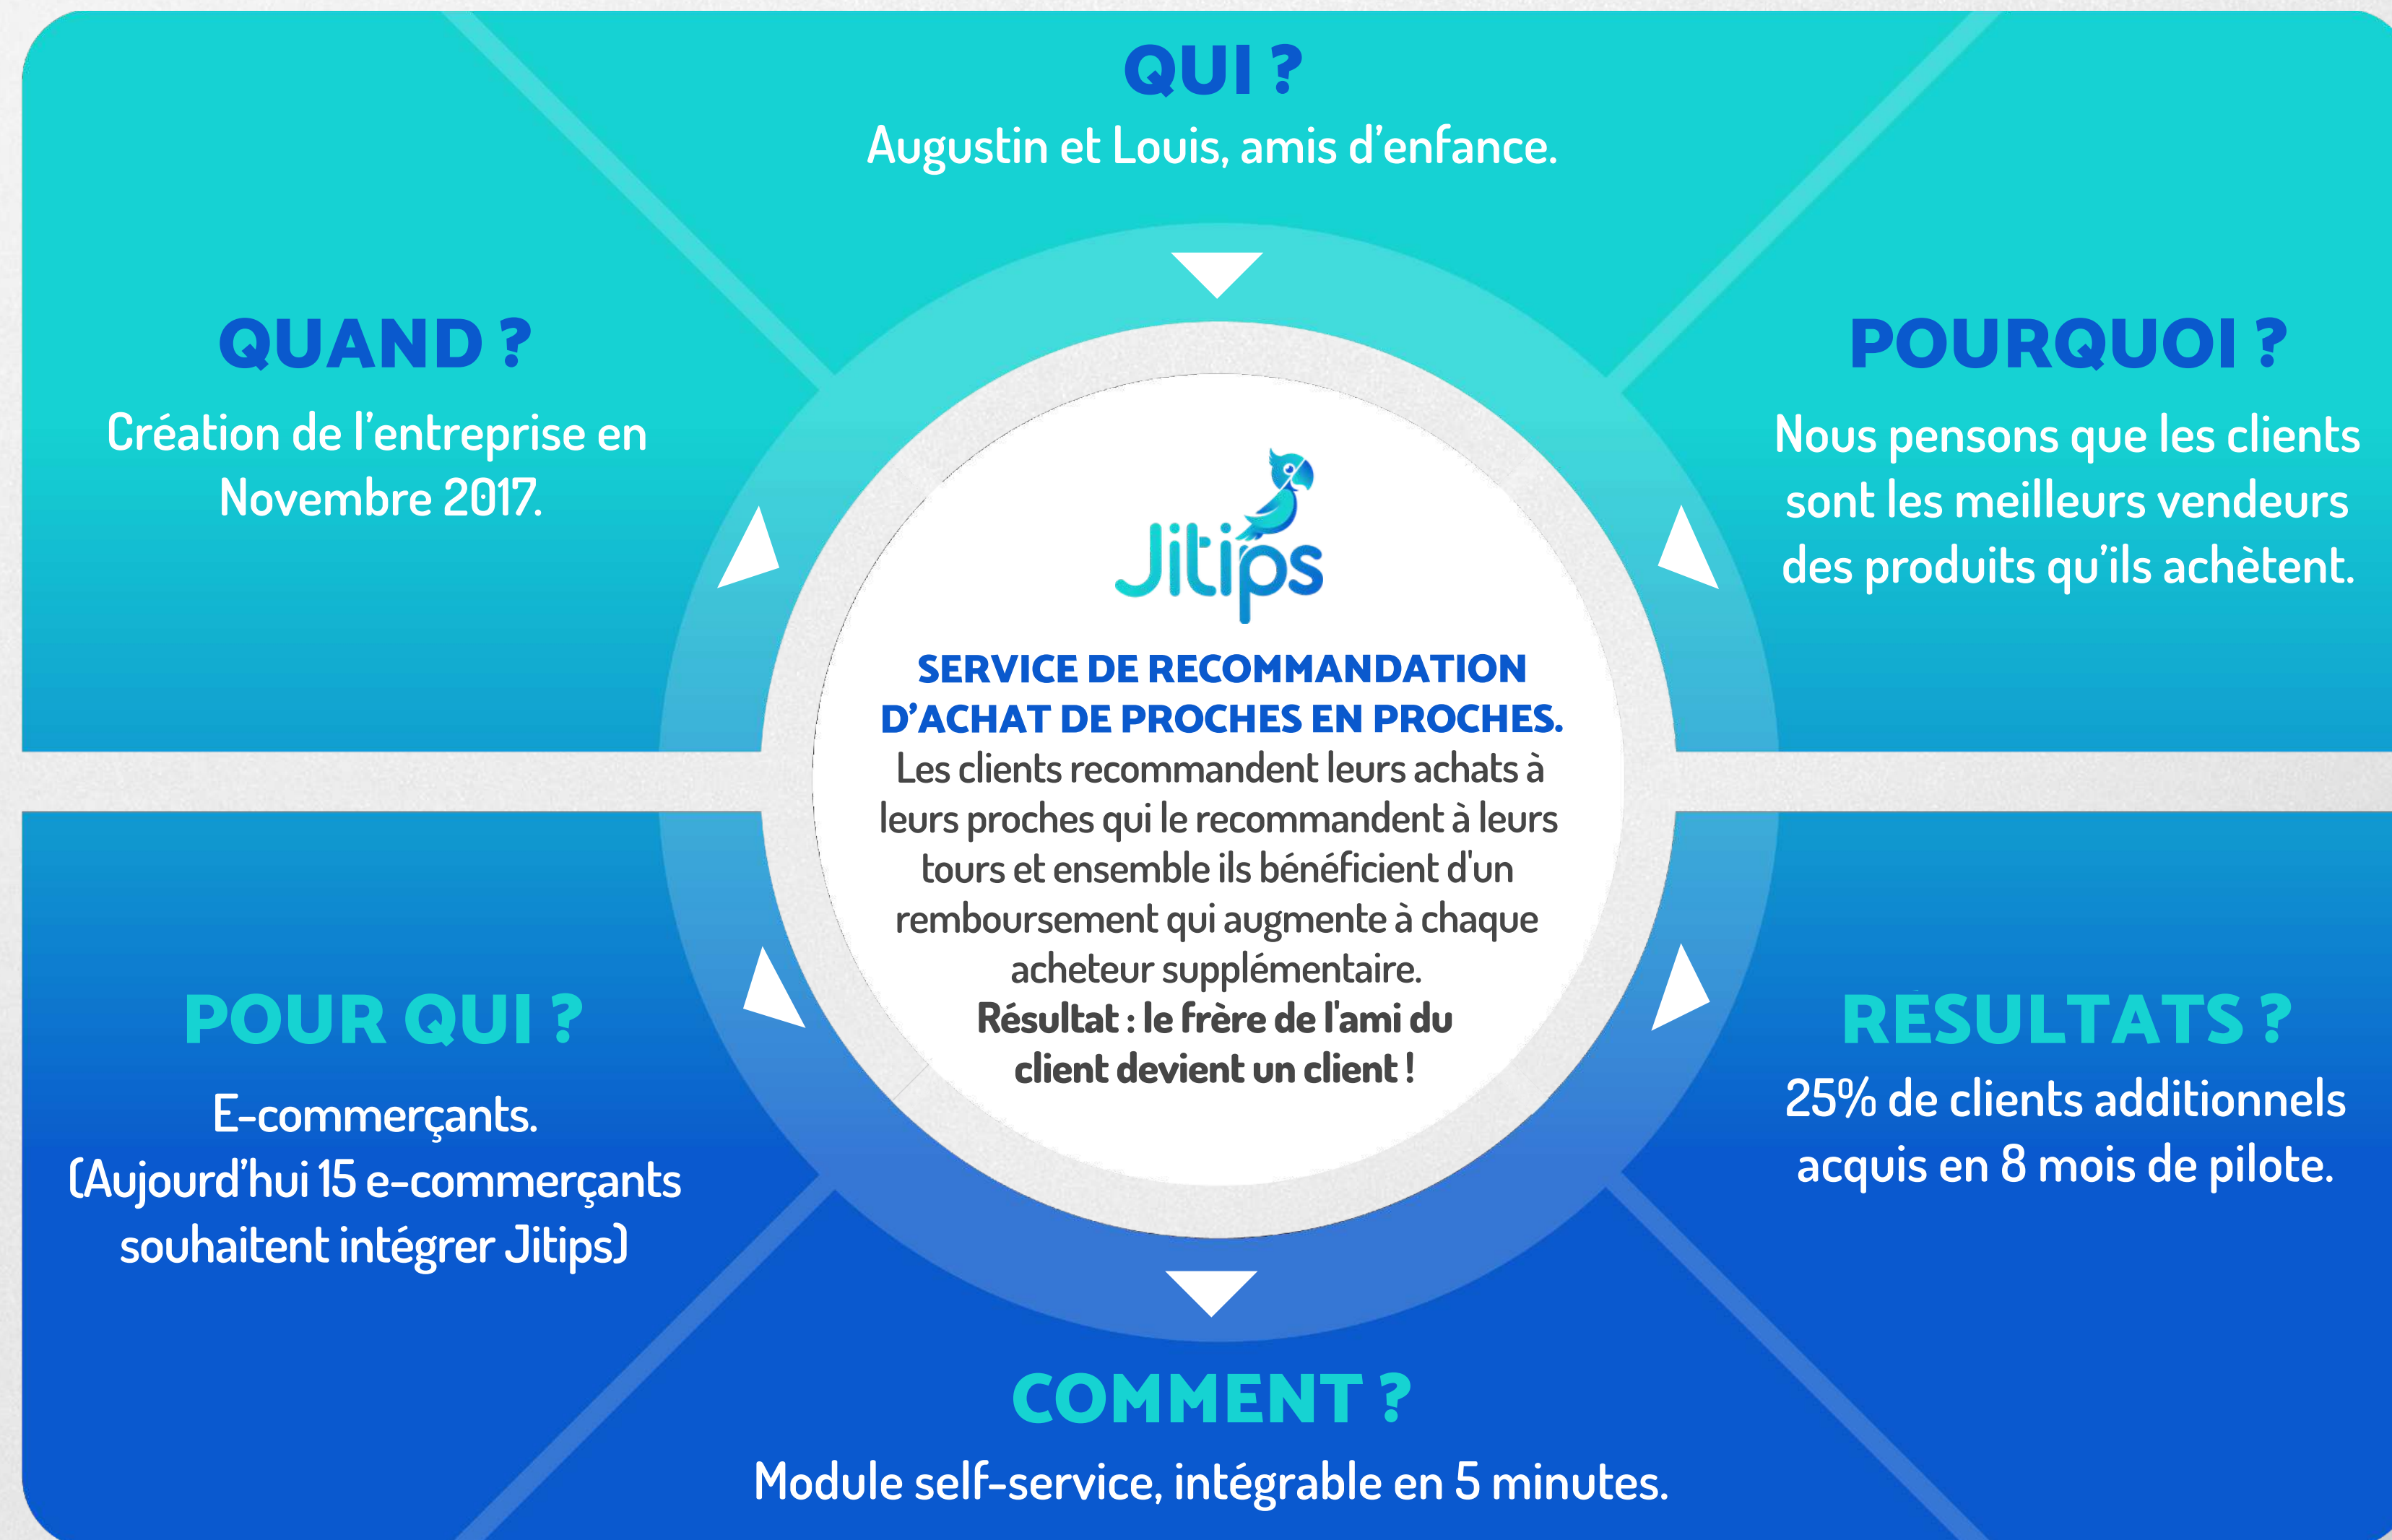 QUI ?
Augustin et Louis, amis d'enfance.
QUAND ?
Création de l'entreprise en
Novembre 2017.
POURQUOI ?
Nous pensons que les clients
sont les meilleurs vendeurs
des produits qu'ils achètent.
Jitips
SERVICE DE RECOMMANDATION
D'ACHAT DE PROCHES EN PROCHES.
Les clients recommandent leurs achats à
leurs proches qui le recommandent à leurs
tours et ensemble ils bénéficient d'un
remboursement qui augmente à chaque
acheteur supplémentaire.
Résultat : le frère de l'ami du
client devient un client !
POUR QUI ?
E-commerçants.
(Aujourd'hui 15 e-commerçants
souhaitent intégrer Jitips)
RÉSULTATS ?
25% de clients additionnels
acquis en 8 mois de pilote.
COMMENT ?
Module self-service, intégrable en 5 minutes.